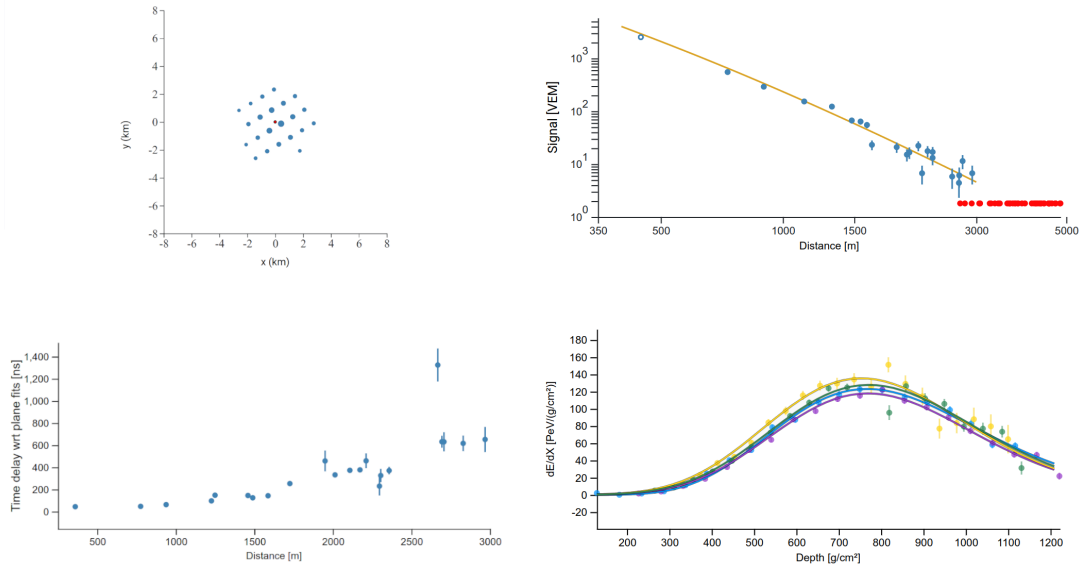 8
6
4
2
0
-2
-4
-6
-8
y (km)
-8 -6 -4 -2 0 2 4 6 8
x (km)
10³
10²
10¹
10⁰
Signal [VEM]
350 500 1000 1500 3000 5000
Distance [m]
1,400
1,200
1,000
800
600
400
200
0
Time delay wrt plane fits [ns]
500 1000 1500 2000 2500 3000
Distance [m]
180
160
140
120
100
80
60
40
20
0
-20
dE/dX [PeV/(g/cm²)]
200 300 400 500 600 700 800 900 1000 1100 1200
Depth [g/cm²]